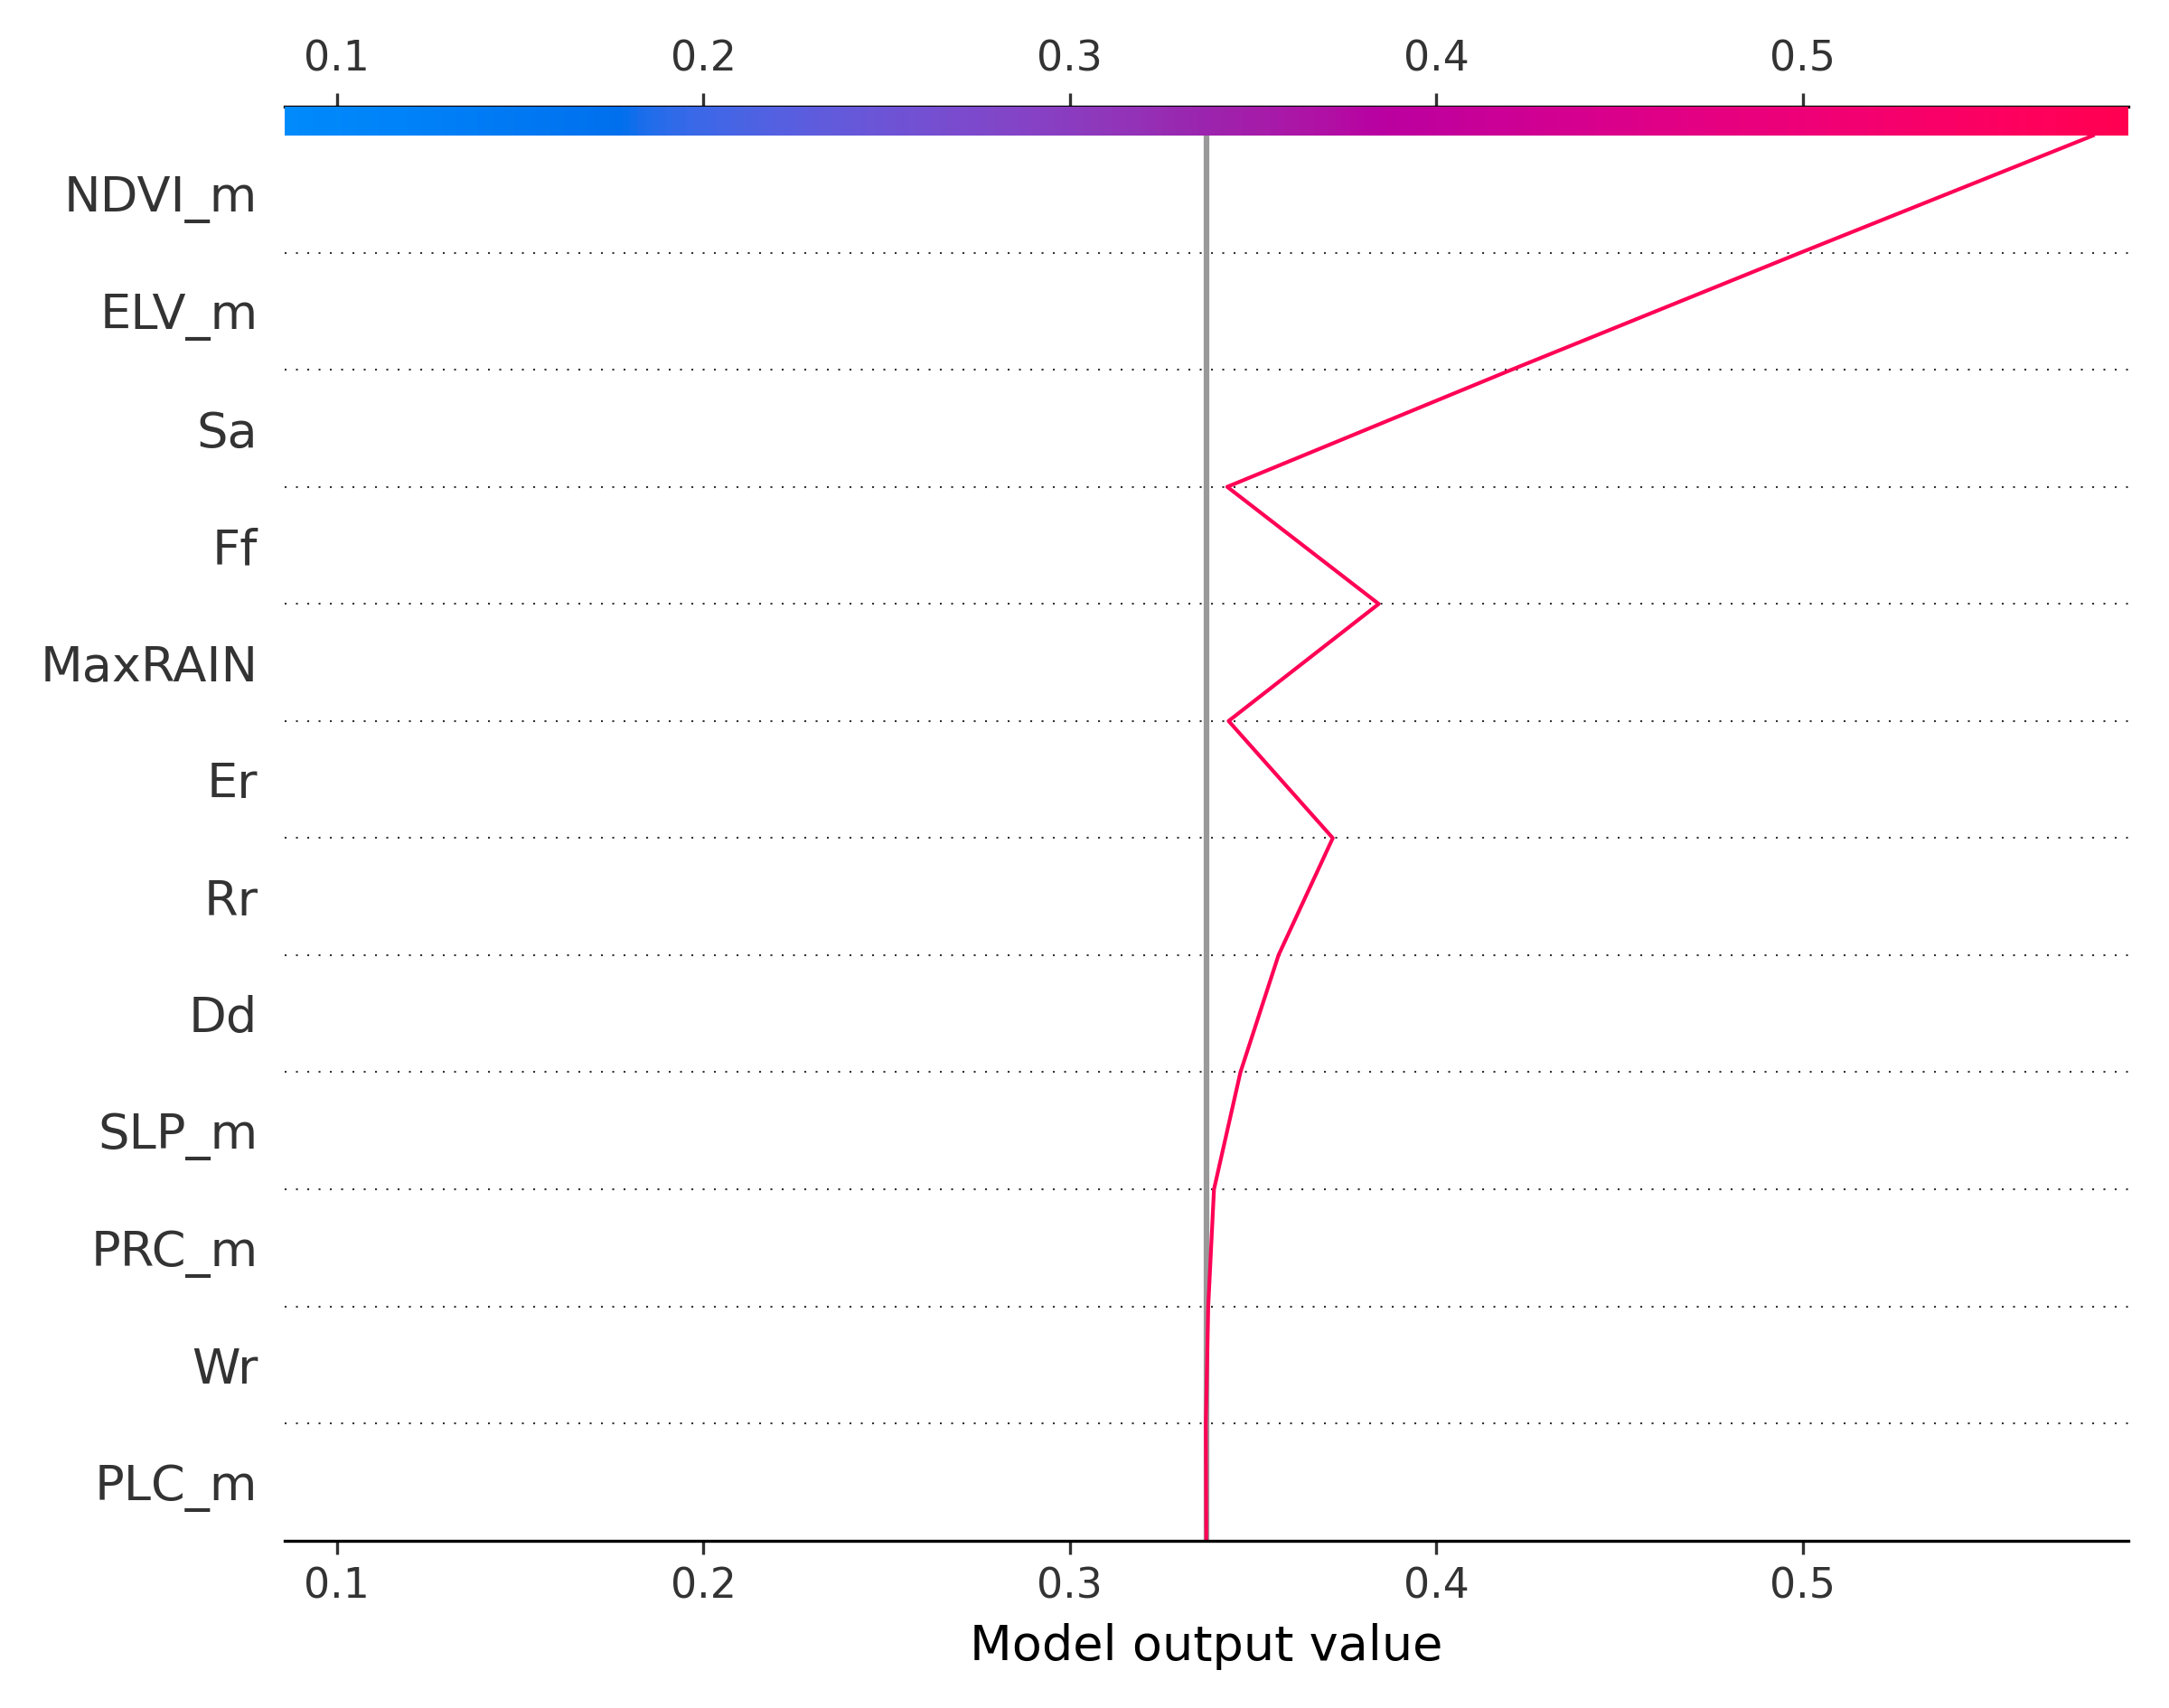 0.1 0.2 0.3 0.4 0.5
NDVI_m
ELV_m
Sa
Ff
MaxRAIN
Er
Rr
Dd
SLP_m
PRC_m
Wr
PLC_m
0.1 0.2 0.3 0.4 0.5
Model output value